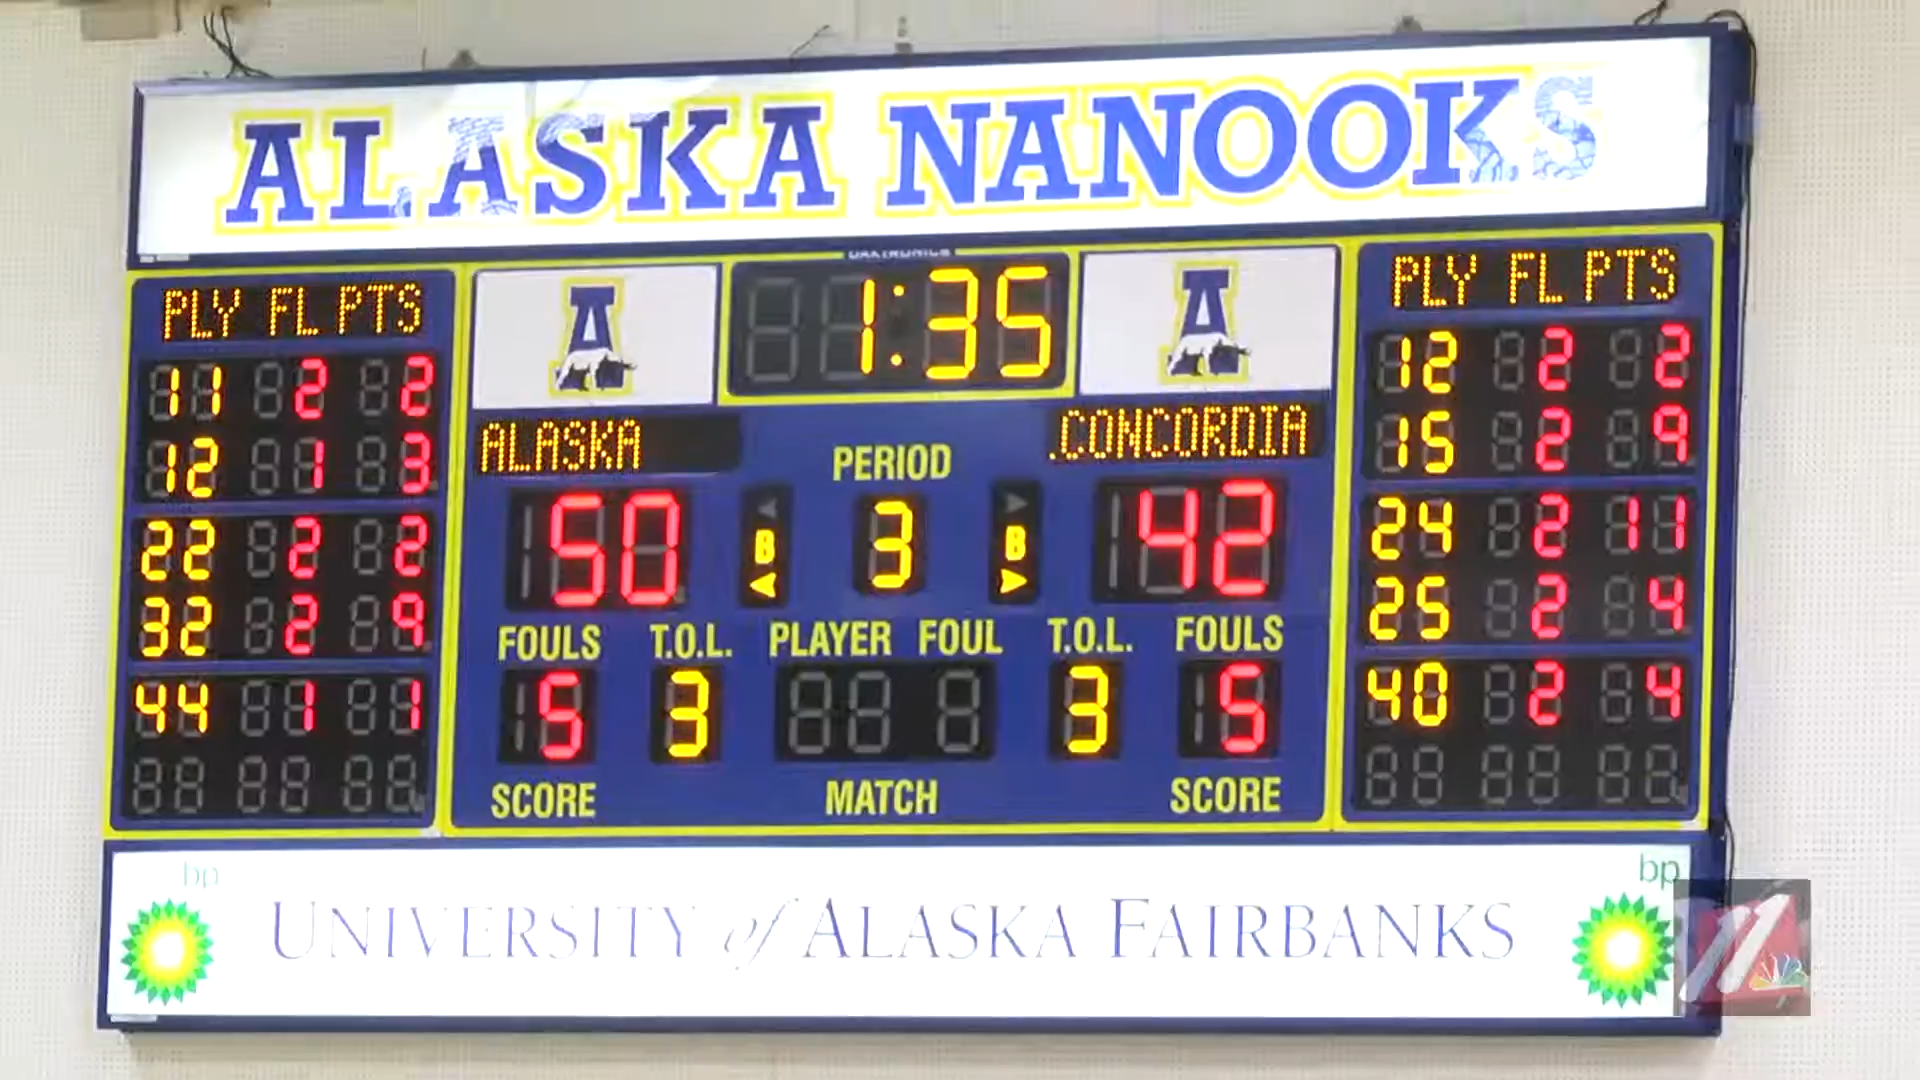 ALASKA NANOOKS
DAKTRONICS
PLY FL PTS
11 2 2
12 1 3
22 2 2
32 2 9
44 1 1
A
1:35
A
ALASKA
.CONCORDIA
PERIOD
50 B 3 B 42
FOULS T.O.L. PLAYER FOUL T.O.L. FOULS
5 3 3 5
SCORE MATCH SCORE
PLY FL PTS
12 2 2
15 2 9
24 2 11
25 2 4
40 2 4
bp
bp
UNIVERSITY of ALASKA FAIRBANKS
11